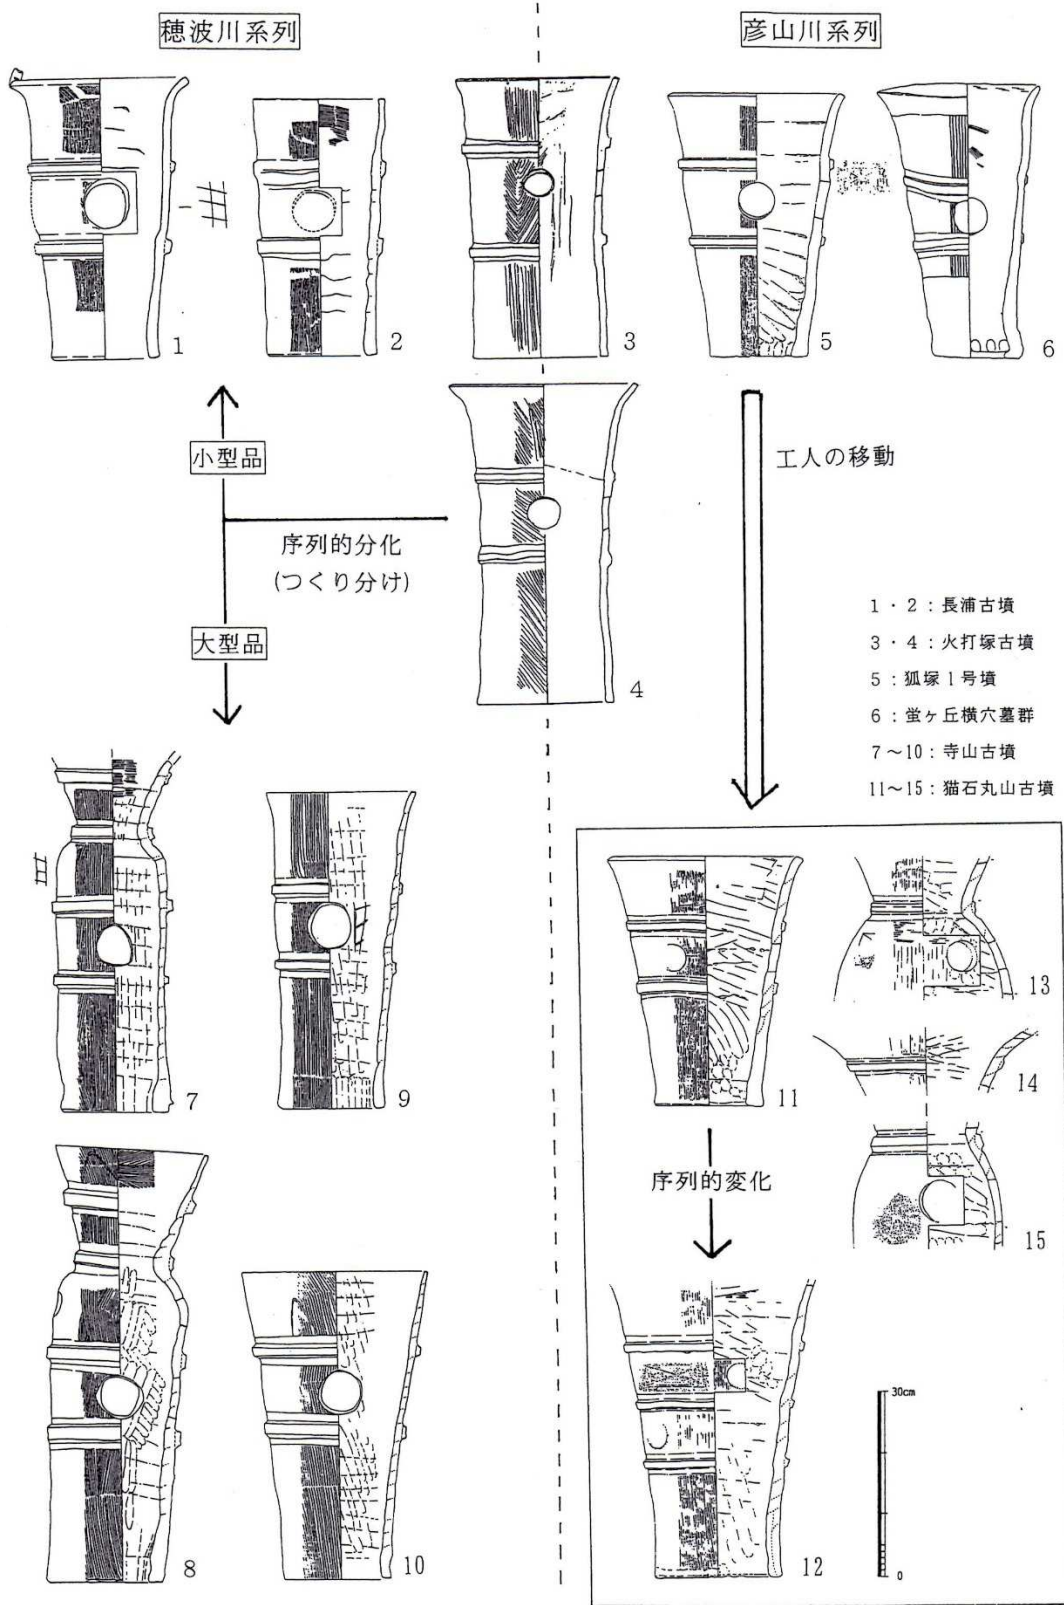 穂波川系列
彦山川系列
1
2
3
5
6
小型品
序列的分化
(つくり分け)
大型品
4
工人の移動
1・2：長浦古墳
3・4：火打塚古墳
5：狐塚1号墳
6：蛍ヶ丘横穴墓群
7～10：寺山古墳
11～15：猫石丸山古墳
7
9
11
13
14
15
序列的変化
8
10
12
30cm
0